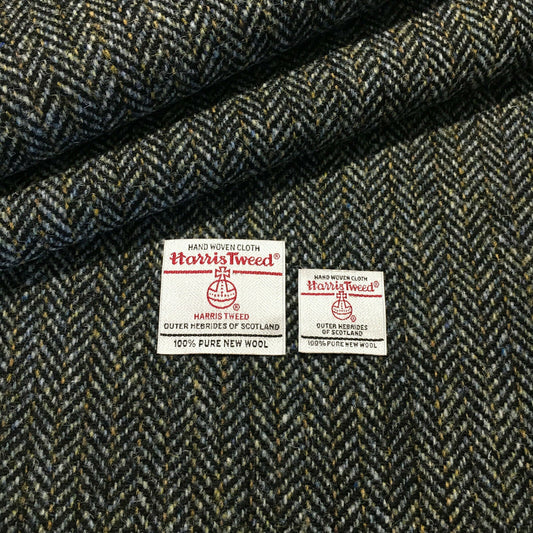 HAND WOVEN CLOTH
Harris Tweed®
®
HARRIS TWEED
OUTER HEBRIDES OF SCOTLAND
100% PURE NEW WOOL
HAND WOVEN CLOTH
Harris Tweed®
®
OUTER HEBRIDES
OF SCOTLAND
100% PURE NEW WOOL